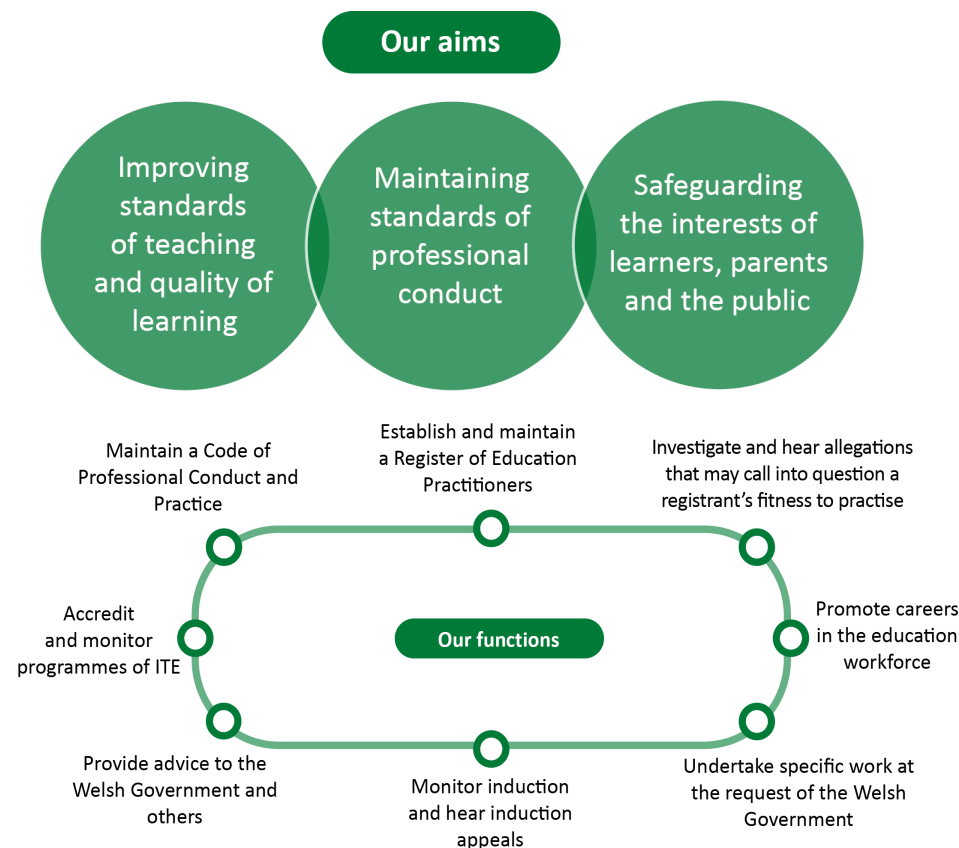 Our aims
Improving
standards
of teaching
and quality of
learning
Maintaining
standards of
professional
conduct
Safeguarding
the interests of
learners, parents
and the public
Maintain a Code of
Professional Conduct and
Practice
Establish and maintain
a Register of Education
Practitioners
Investigate and hear allegations
that may call into question a
registrant’s fitness to practise
Accredit
and monitor
programmes of ITE
Our functions
Promote careers
in the education
workforce
Provide advice to the
Welsh Government and
others
Monitor induction
and hear induction
appeals
Undertake specific work at
the request of the Welsh
Government